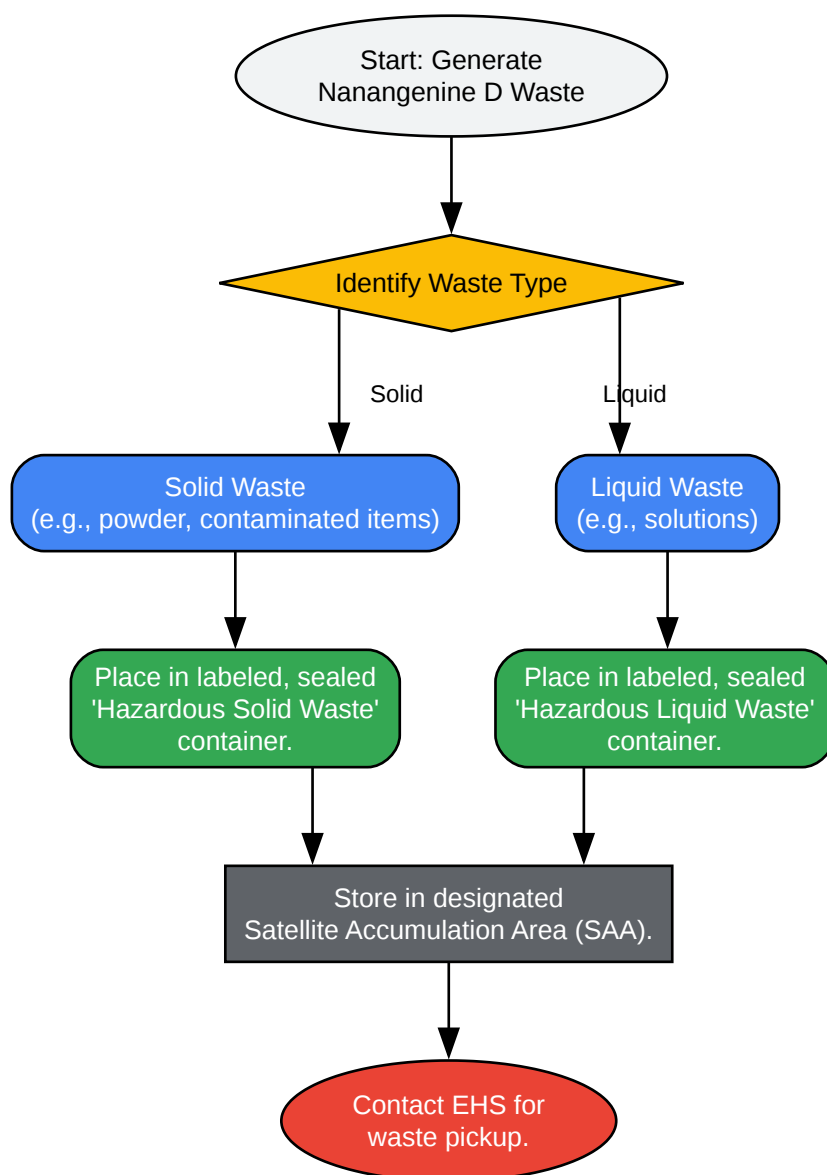 Start: Generate
Nanangenine D Waste
Identify Waste Type
Solid
Liquid
Solid Waste
(e.g., powder, contaminated items)
Liquid Waste
(e.g., solutions)
Place in labeled, sealed
'Hazardous Solid Waste'
container.
Place in labeled, sealed
'Hazardous Liquid Waste'
container.
Store in designated
Satellite Accumulation Area (SAA).
Contact EHS for
waste pickup.